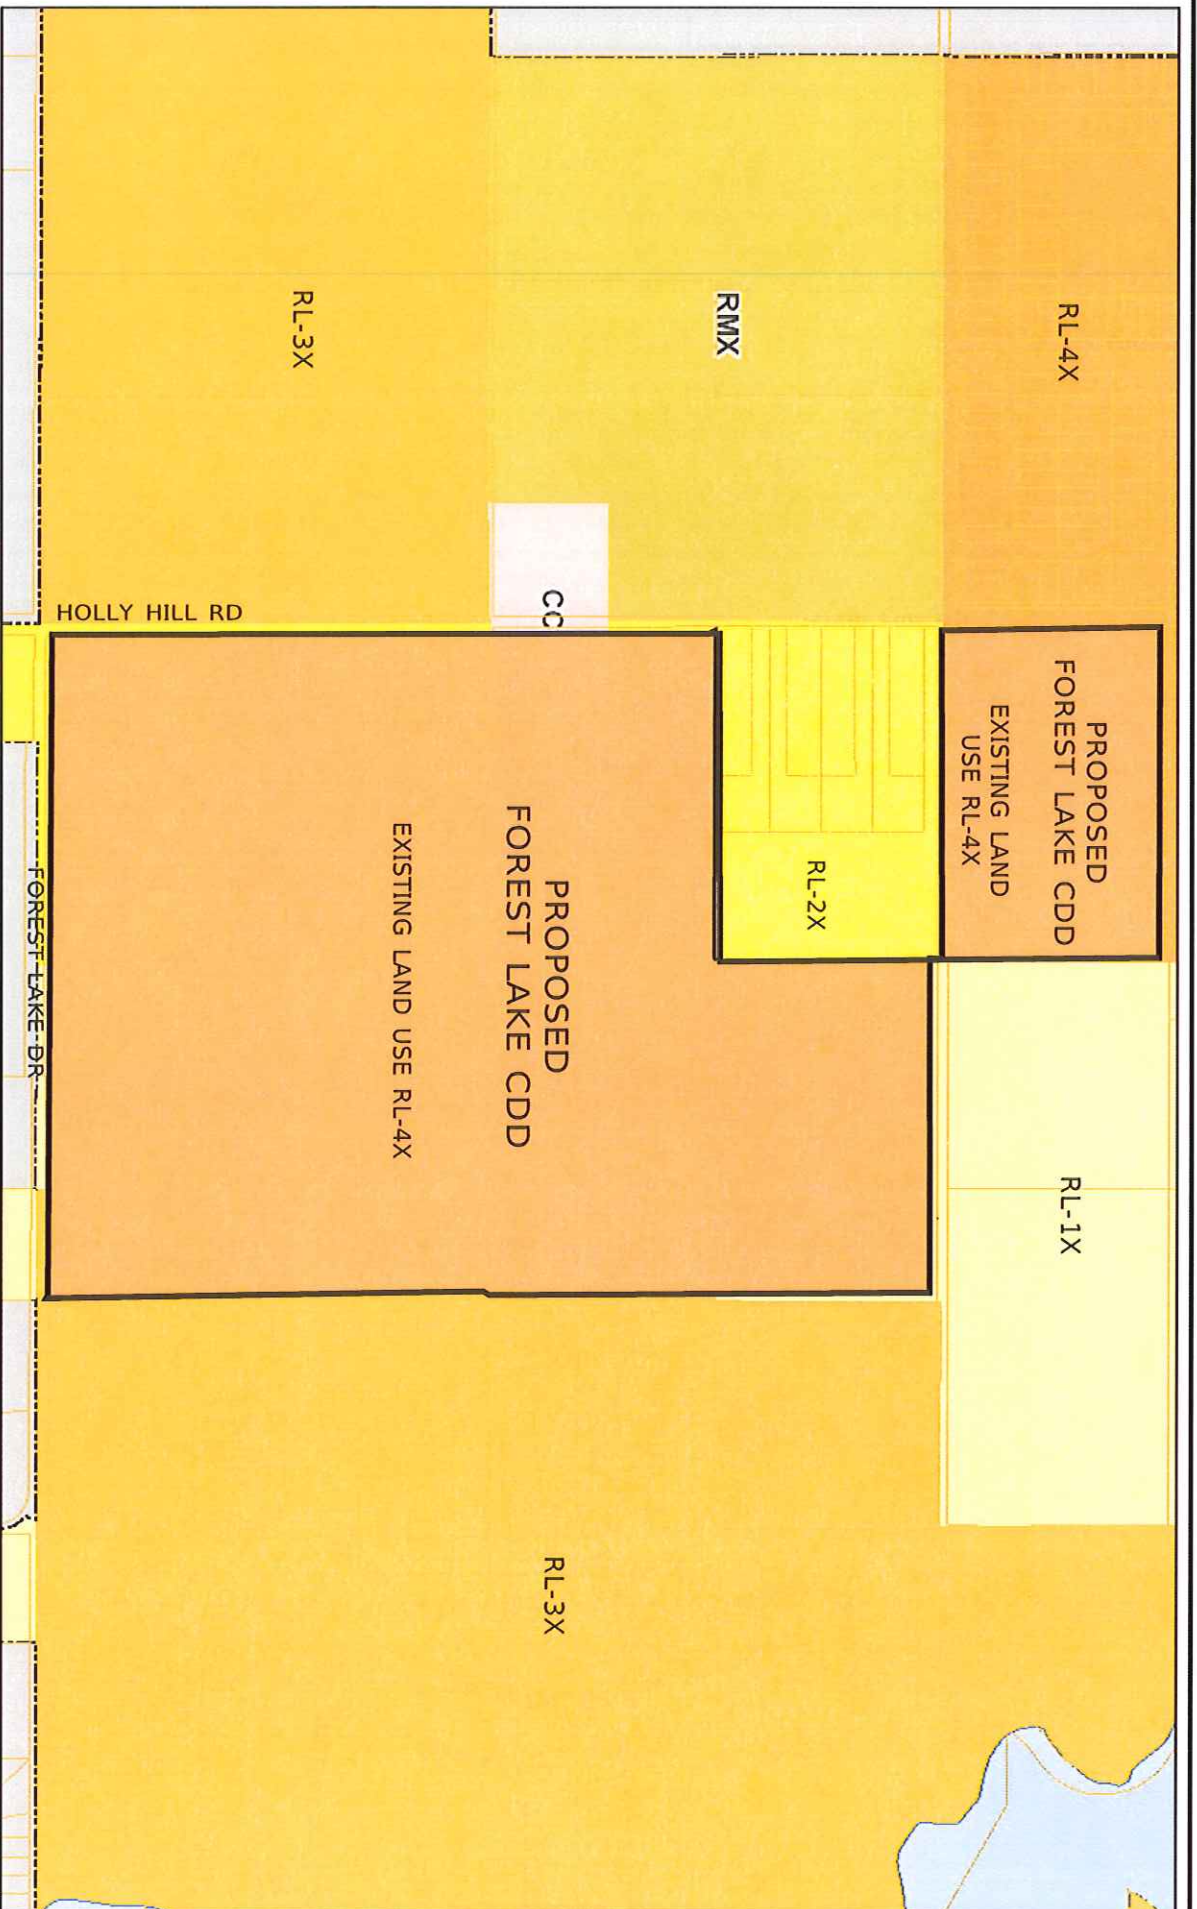 RL-4X
PROPOSED
FOREST LAKE CDD
EXISTING LAND
USE RL-4X
RL-1X
RMX
RL-2X
CC
PROPOSED
FOREST LAKE CDD
EXISTING LAND USE RL-4X
RL-3X
RL-3X
HOLLY HILL RD
FOREST LAKE DR